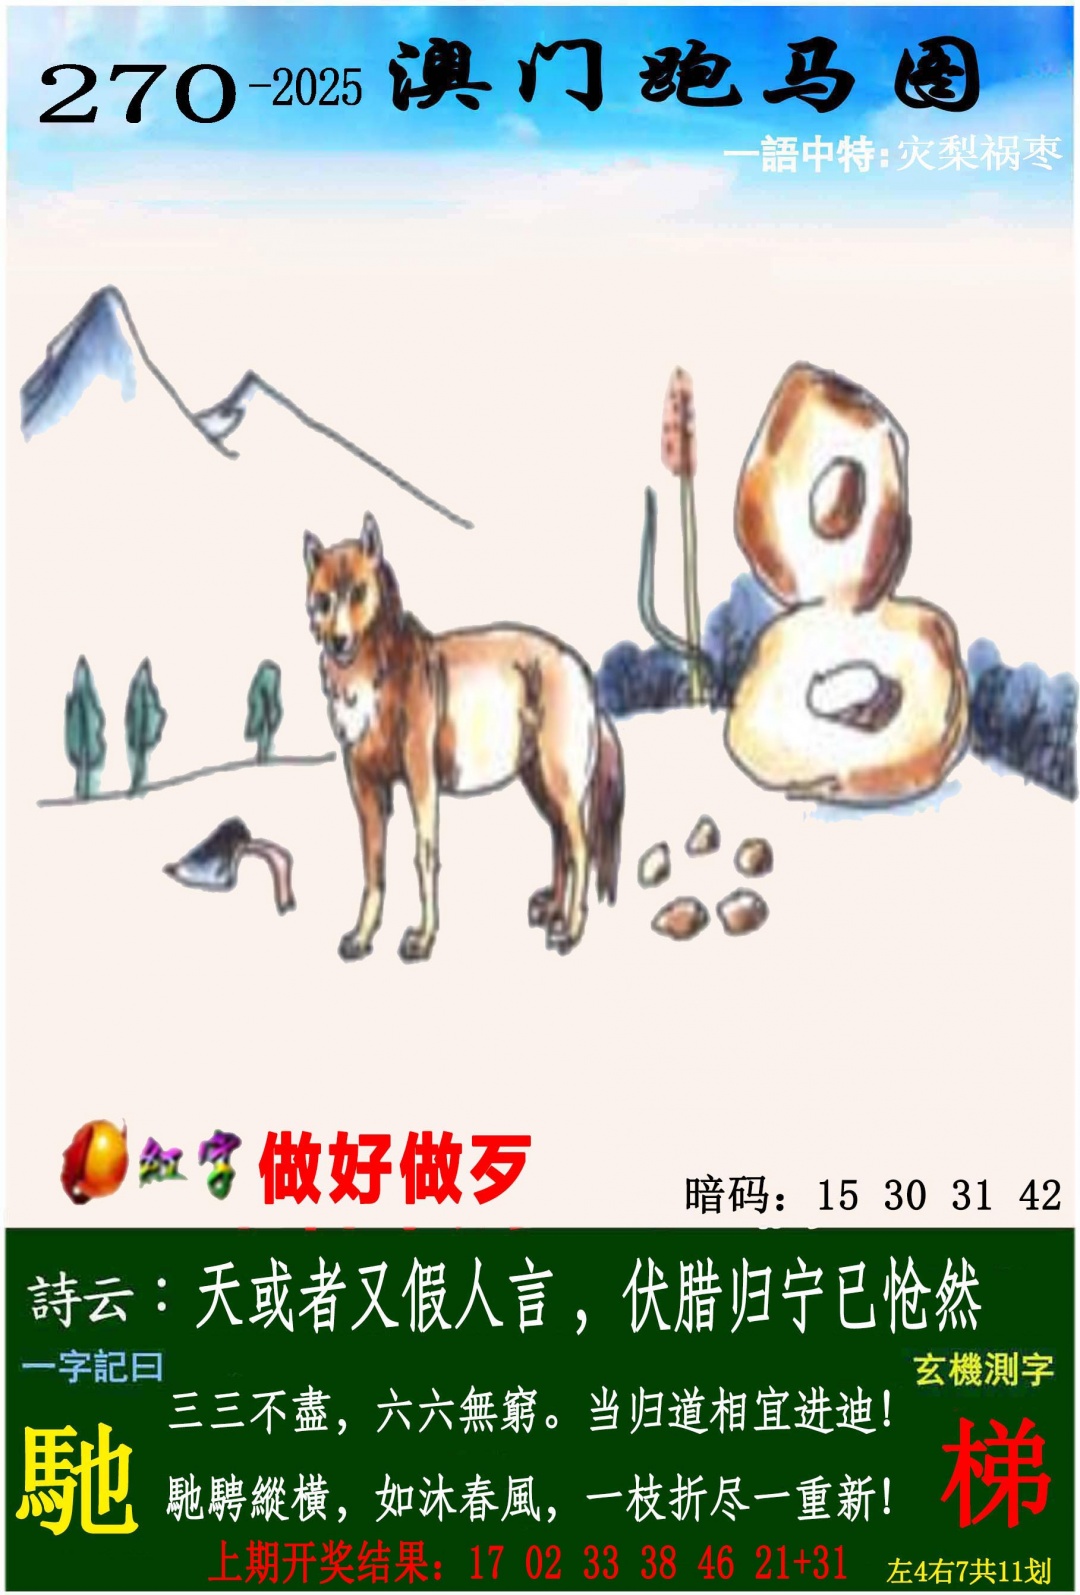 270-2025 澳门跑马图
一語中特:灾梨祸枣
紅字 做好做歹
暗码：15 30 31 42
詩云：天或者又假人言，伏腊归宁已怆然
一字記曰
玄機測字
三三不盡，六六無窮。当归道相宜进迪！
馳
梯
馳騁縱橫，如沐春風，一枝折尽一重新！
上期开奖结果：17 02 33 38 46 21+31
左4右7共11划